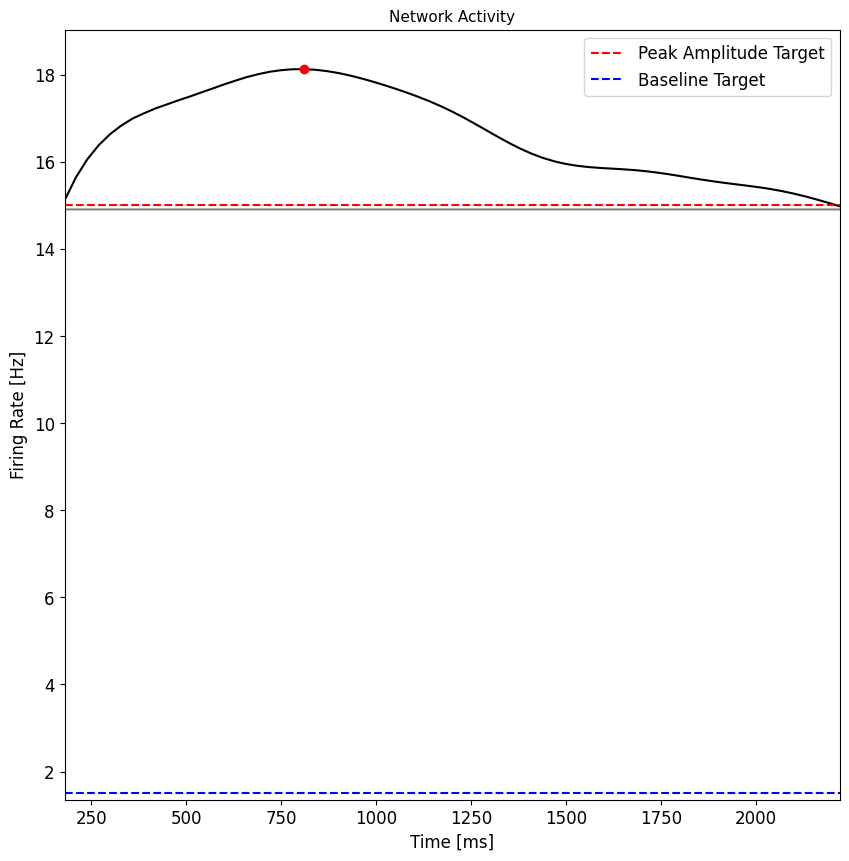 Network Activity
Peak Amplitude Target
Baseline Target
18
16
14
12
10
8
6
4
2
Firing Rate [Hz]
250 500 750 1000 1250 1500 1750 2000
Time [ms]